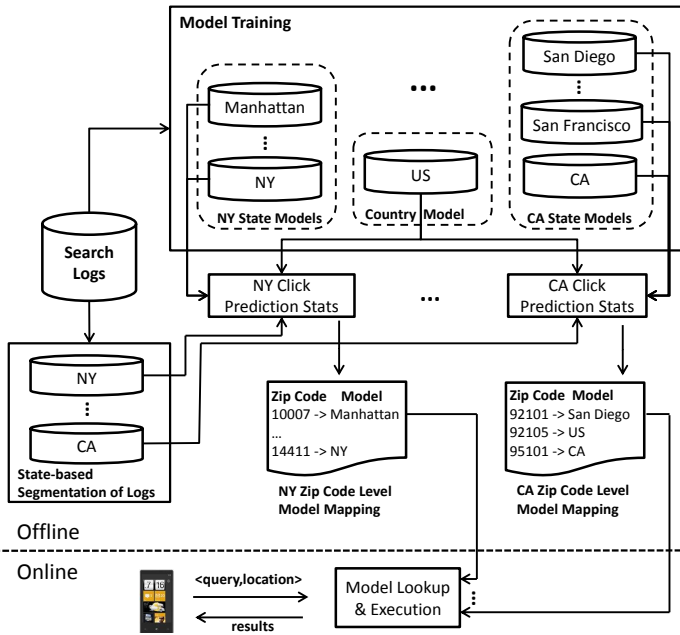 Model Training
San Diego
...
Manhattan
...
San Francisco
...
NY
US
CA
NY State Models
Country Model
CA State Models
Search
Logs
NY Click
Prediction Stats
...
CA Click
Prediction Stats
NY
...
CA
State-based
Segmentation of Logs
Zip Code Model
10007 -> Manhattan
...
14411 -> NY
NY Zip Code Level
Model Mapping
Zip Code Model
92101 -> San Diego
92105 -> US
95101 -> CA
CA Zip Code Level
Model Mapping
Offline
Online
<query,location>
results
Model Lookup
& Execution
...